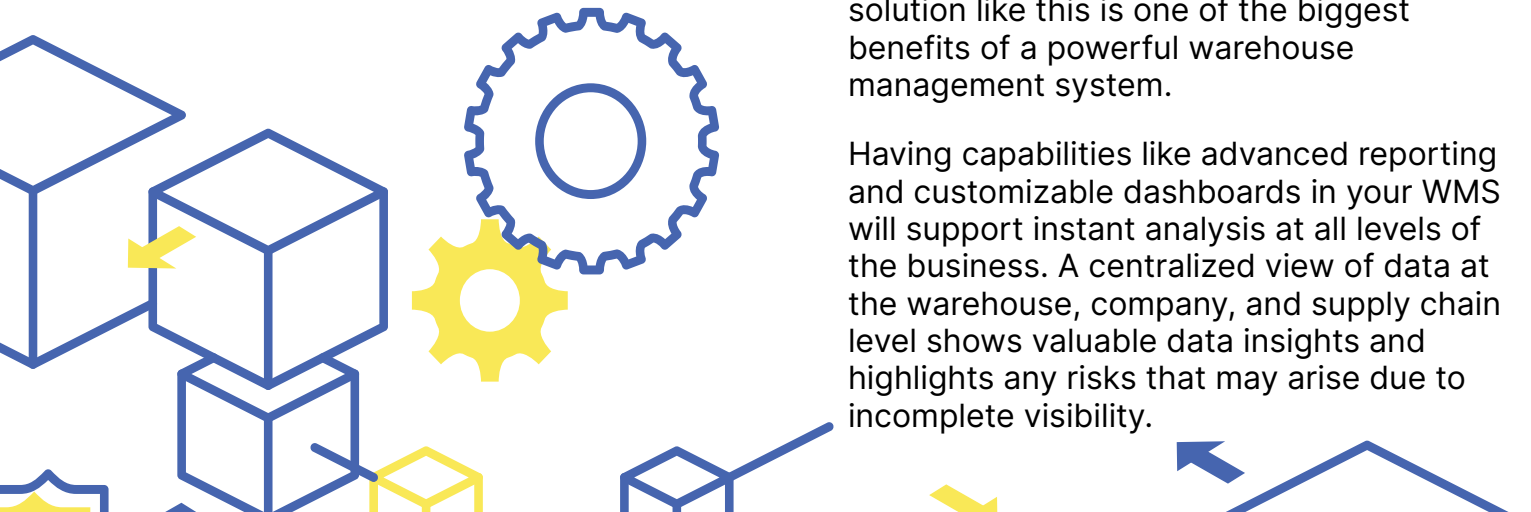 solution like this is one of the biggest
benefits of a powerful warehouse
management system.
Having capabilities like advanced reporting
and customizable dashboards in your WMS
will support instant analysis at all levels of
the business. A centralized view of data at
the warehouse, company, and supply chain
level shows valuable data insights and
highlights any risks that may arise due to
incomplete visibility.